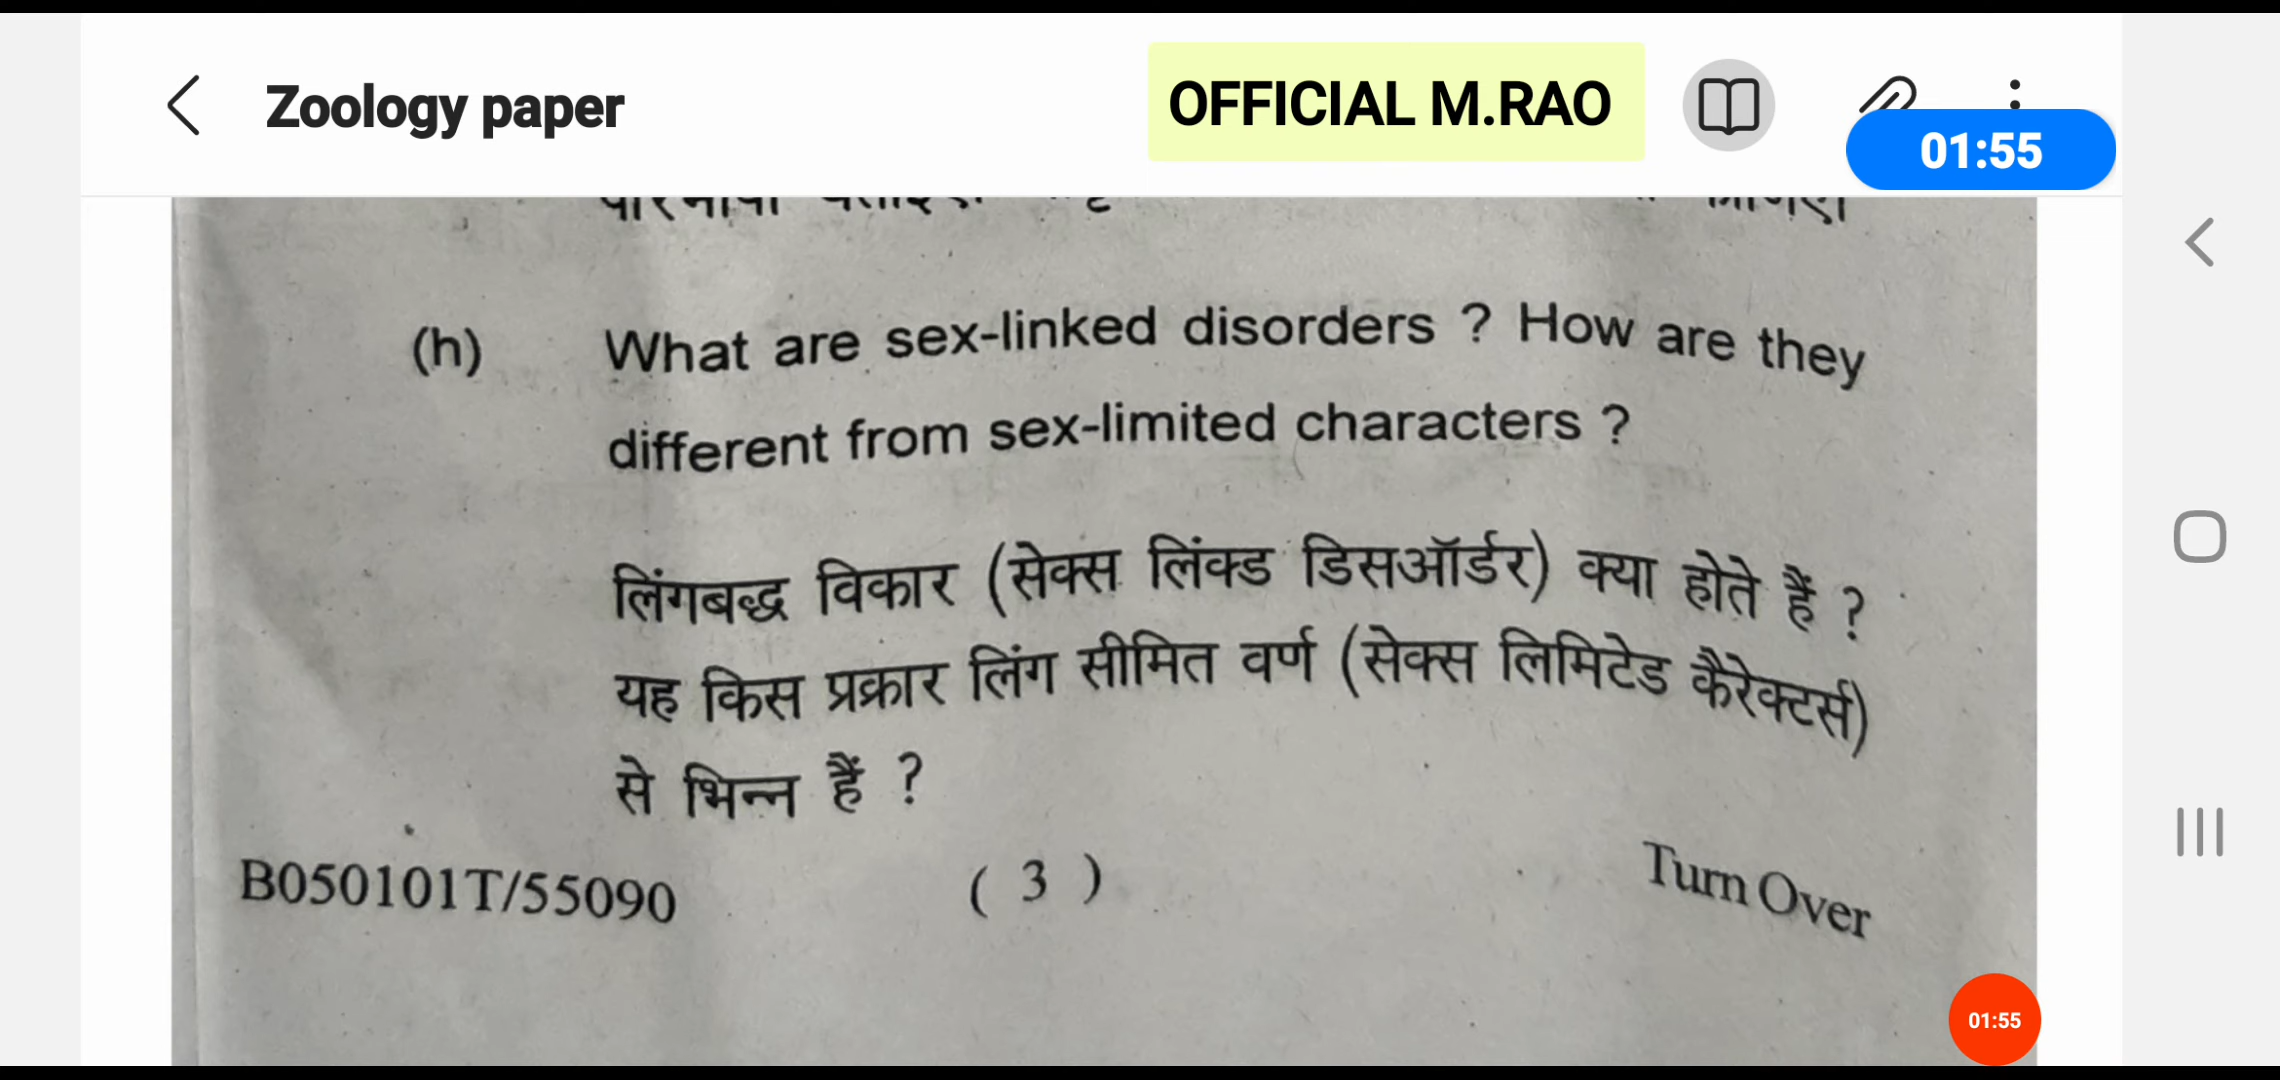 Zoology paper
OFFICIAL M.RAO
01:55
(h) What are sex-linked disorders ? How are they
different from sex-limited characters ?
लिंगबद्ध विकार (सेक्स लिंक्ड डिसऑर्डर) क्या होते हैं ?
यह किस प्रक्रार लिंग सीमित वर्ण (सेक्स लिमिटेड कैरेक्टर्स)
से भिन्न हैं ?
B050101T/55090 ( 3 ) Turn Over
01:55